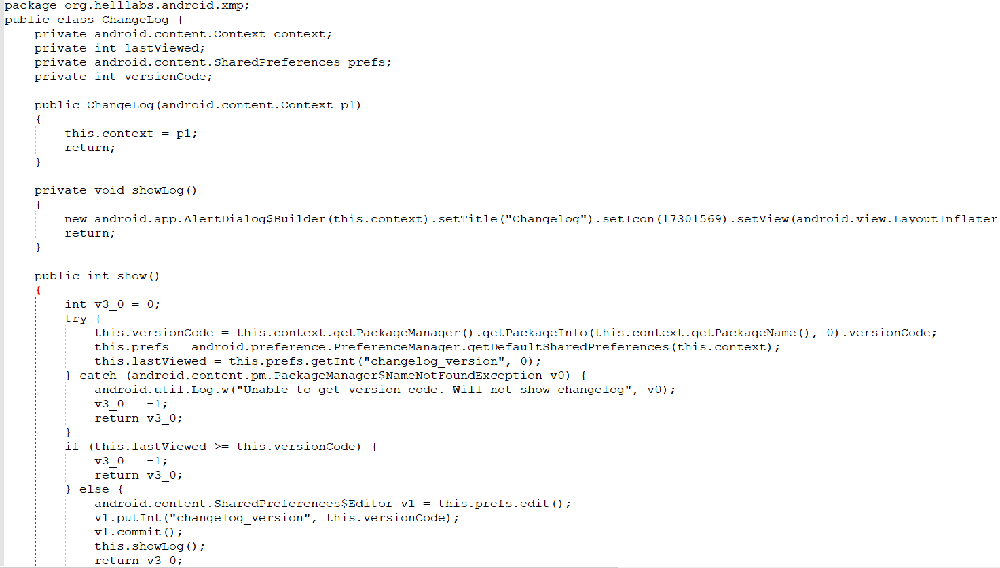 package org.helllabs.android.xmp;
public class ChangeLog {
    private android.content.Context context;
    private int lastViewed;
    private android.content.SharedPreferences prefs;
    private int versionCode;

    public ChangeLog(android.content.Context p1)
    {
        this.context = p1;
        return;
    }

    private void showLog()
    {
        new android.app.AlertDialog$Builder(this.context).setTitle("Changelog").setIcon(17301569).setView(android.view.LayoutInflater
        return;
    }

    public int show()
    {
        int v3_0 = 0;
        try {
            this.versionCode = this.context.getPackageManager().getPackageInfo(this.context.getPackageName(), 0).versionCode;
            this.prefs = android.preference.PreferenceManager.getDefaultSharedPreferences(this.context);
            this.lastViewed = this.prefs.getInt("changelog_version", 0);
        } catch (android.content.pm.PackageManager$NameNotFoundException v0) {
            android.util.Log.w("Unable to get version code. Will not show changelog", v0);
            v3_0 = -1;
            return v3_0;
        }
        if (this.lastViewed >= this.versionCode) {
            v3_0 = -1;
            return v3_0;
        } else {
            android.content.SharedPreferences$Editor v1 = this.prefs.edit();
            v1.putInt("changelog_version", this.versionCode);
            v1.commit();
            this.showLog();
            return v3_0;